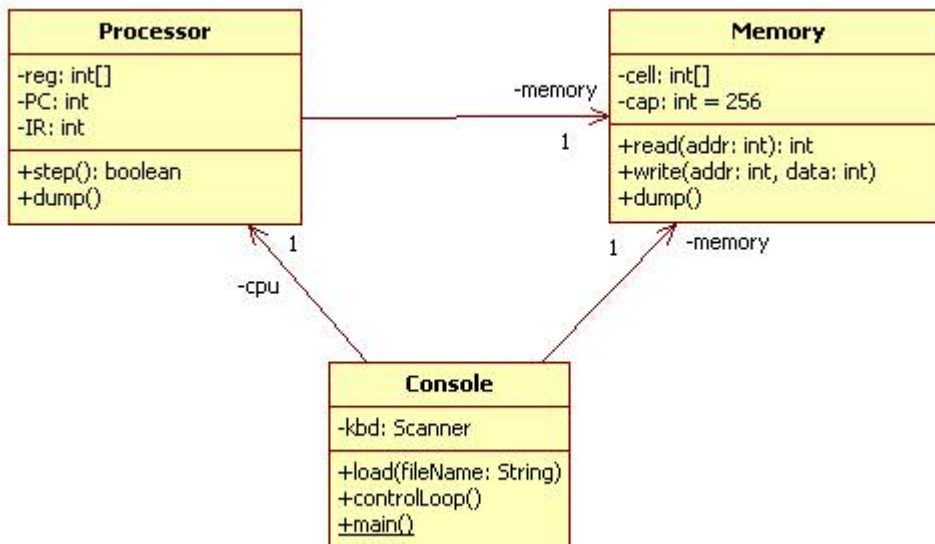 Processor
-reg: int[]
-PC: int
-IR: int
+step(): boolean
+dump()
-memory
1
Memory
-cell: int[]
-cap: int = 256
+read(addr: int): int
+write(addr: int, data: int)
+dump()
1
-cpu
1
-memory
Console
-kbd: Scanner
+load(fileName: String)
+controlLoop()
+main()